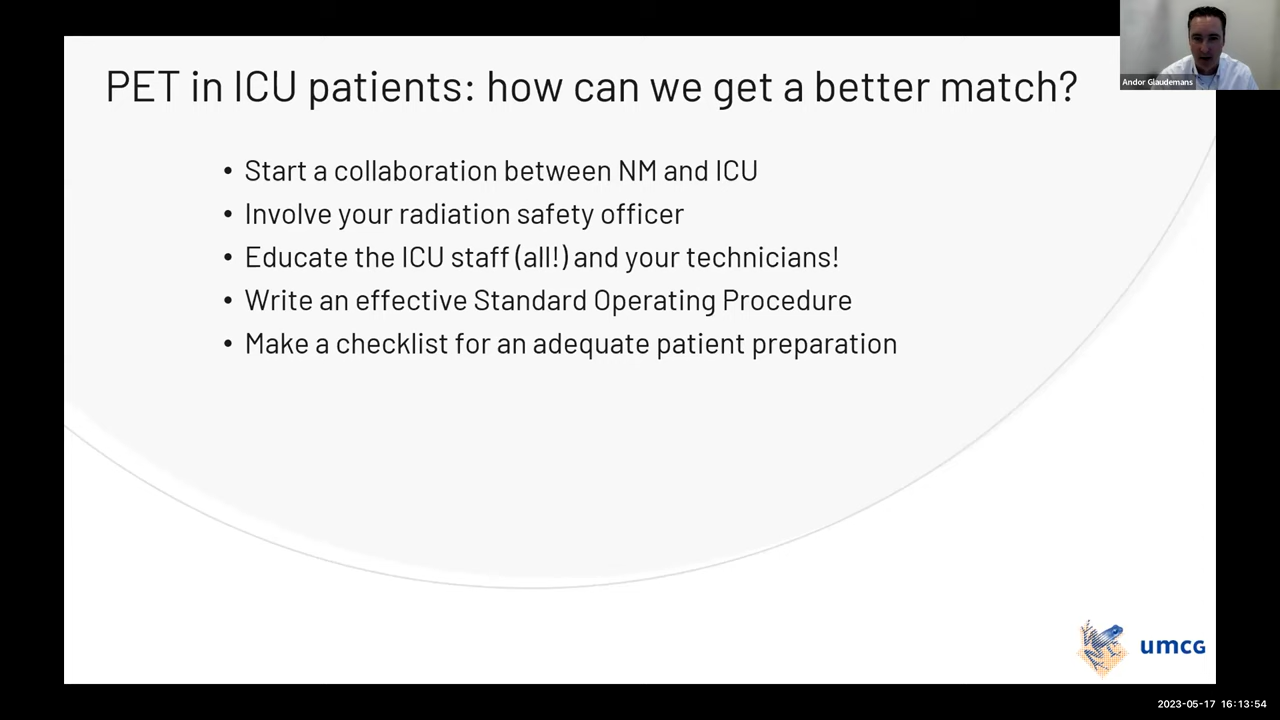 PET in ICU patients: how can we get a better match?
Andor Glaudemans
• Start a collaboration between NM and ICU
• Involve your radiation safety officer
• Educate the ICU staff (all!) and your technicians!
• Write an effective Standard Operating Procedure
• Make a checklist for an adequate patient preparation
umcg
2023-05-17 16:13:54